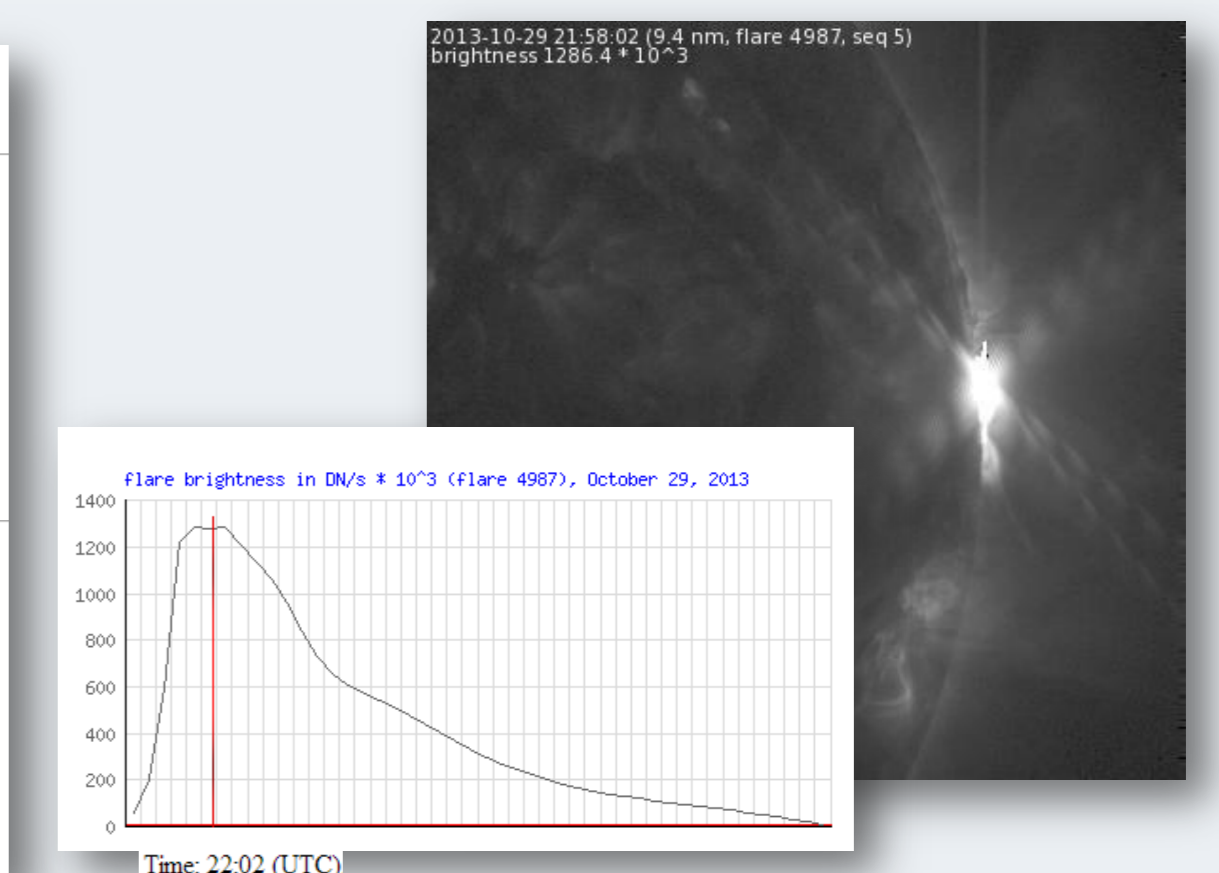 2013-10-29 21:58:02 (9.4 nm, flare 4987, seq 5)
brightness 1286.4 * 10^3
flare brightness in DN/s * 10^3 (flare 4987), October 29, 2013
1400
1200
1000
800
600
400
200
0
Time: 22:02 (UTC)